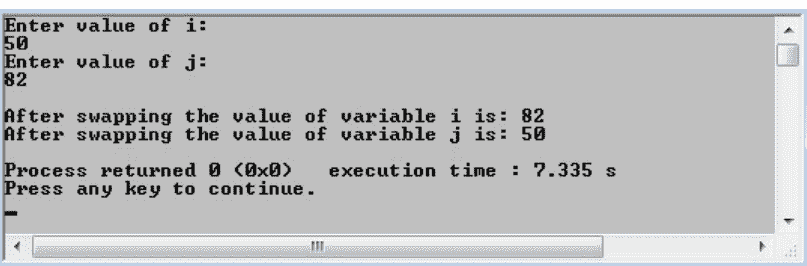 Enter value of i:
50
Enter value of j:
82
After swapping the value of variable i is: 82
After swapping the value of variable j is: 50
Process returned 0 (0x0)   execution time : 7.335 s
Press any key to continue.